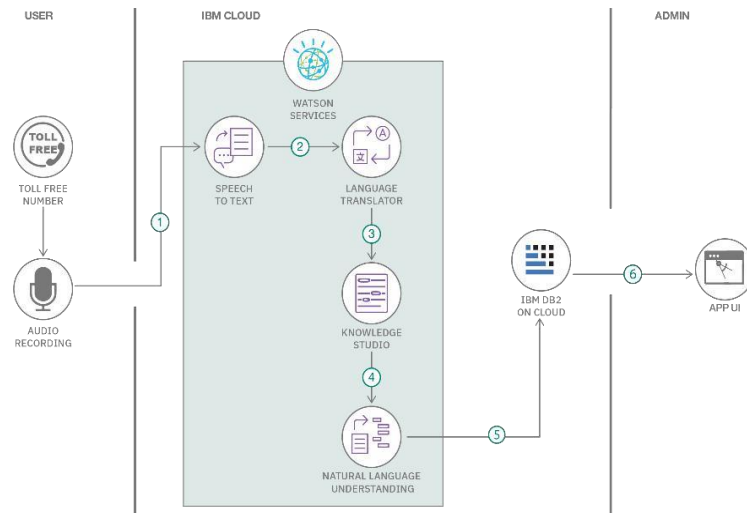 USER
IBM CLOUD
ADMIN
WATSON
SERVICES
TOLL
FREE
TOLL FREE
NUMBER
SPEECH
TO TEXT
2
A
文
LANGUAGE
TRANSLATOR
1
3
AUDIO
RECORDING
KNOWLEDGE
STUDIO
IBM DB2
ON CLOUD
6
APP UI
4
5
NATURAL LANGUAGE
UNDERSTANDING